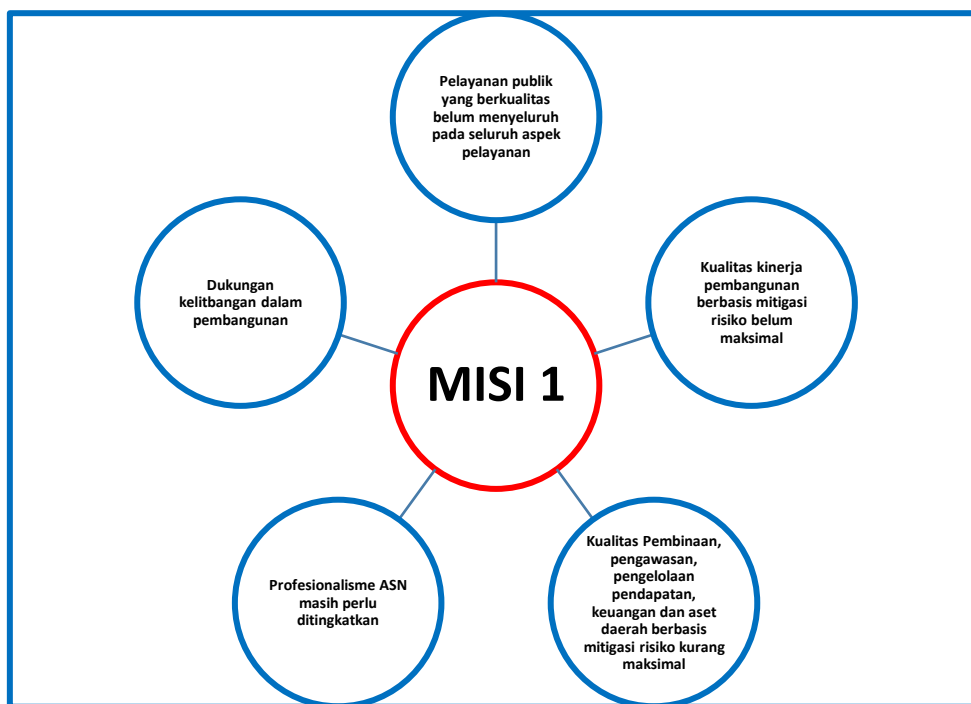 Pelayanan publik
yang berkualitas
belum menyeluruh
pada seluruh aspek
pelayanan
Kualitas kinerja
pembangunan
berbasis mitigasi
risiko belum
maksimal
Kualitas Pembinaan,
pengawasan,
pengelolaan
pendapatan,
keuangan dan aset
daerah berbasis
mitigasi risiko kurang
maksimal
Profesionalisme ASN
masih perlu
ditingkatkan
Dukungan
kelitbangan dalam
pembangunan
MISI 1